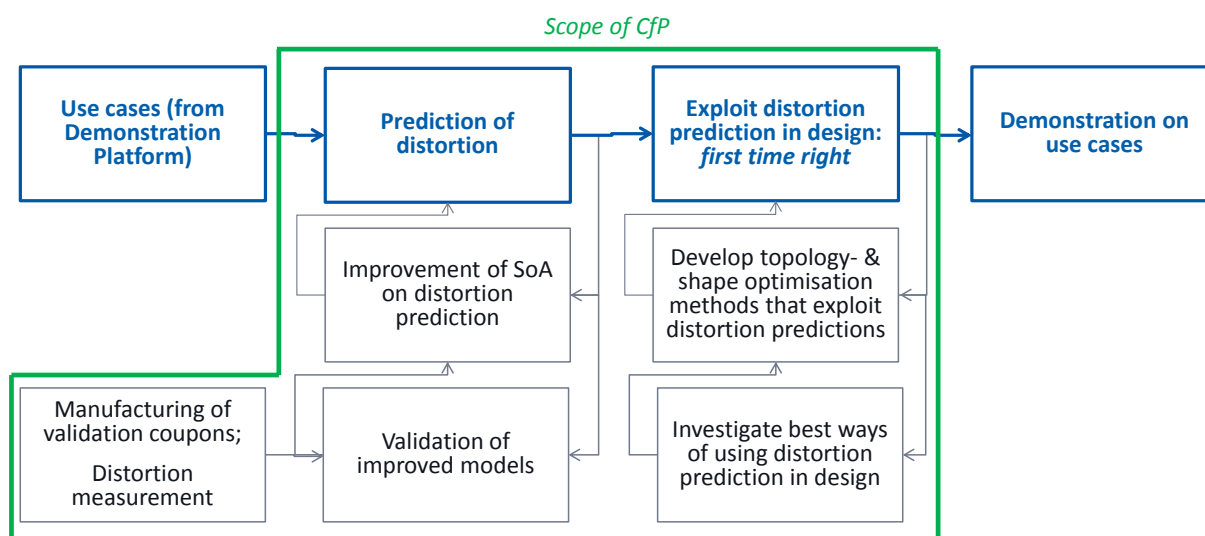 Scope of CfP
Use cases (from
Demonstration
Platform)
Prediction of
distortion
Exploit distortion
prediction in design:
first time right
Demonstration on
use cases
Improvement of SoA
on distortion
prediction
Develop topology- &
shape optimisation
methods that exploit
distortion predictions
Manufacturing of
validation coupons;
Distortion
measurement
Validation of
improved models
Investigate best ways
of using distortion
prediction in design